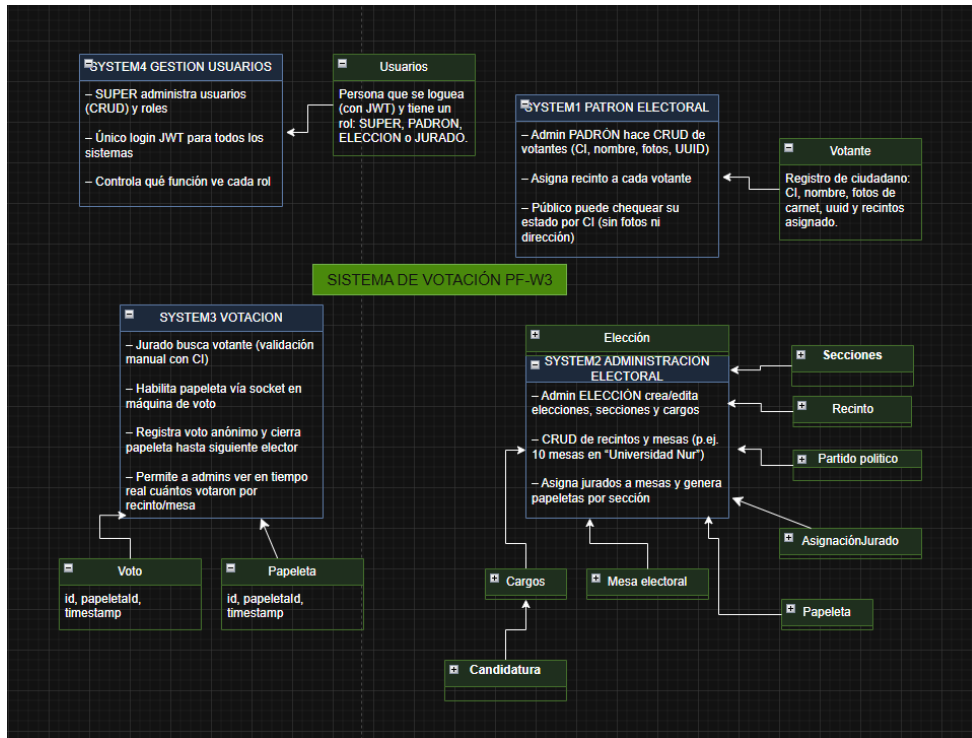 SYSTEM4 GESTION USUARIOS
– SUPER administra usuarios
(CRUD) y roles
– Único login JWT para todos los
sistemas
– Controla qué función ve cada rol
Usuarios
Persona que se loguea
(con JWT) y tiene un
rol: SUPER, PADRON,
ELECCION o JURADO.
SYSTEM1 PATRON ELECTORAL
– Admin PADRÓN hace CRUD de
votantes (CI, nombre, fotos, UUID)
– Asigna recinto a cada votante
– Público puede chequear su
estado por CI (sin fotos ni
dirección)
Votante
Registro de ciudadano:
CI, nombre, fotos de
carnet, uuid y recintos
asignado.
SISTEMA DE VOTACIÓN PF-W3
SYSTEM3 VOTACION
– Jurado busca votante (validación
manual con CI)
– Habilita papeleta vía socket en
máquina de voto
– Registra voto anónimo y cierra
papeleta hasta siguiente elector
– Permite a admins ver en tiempo
real cuántos votaron por
recinto/mesa
Voto
id, papeletaId,
timestamp
Papeleta
id, papeletaId,
timestamp
Elección
SYSTEM2 ADMINISTRACION
ELECTORAL
– Admin ELECCIÓN crea/edita
elecciones, secciones y cargos
– CRUD de recintos y mesas (p.ej.
10 mesas en “Universidad Nur”)
– Asigna jurados a mesas y genera
papeletas por sección
Secciones
Recinto
Partido politico
AsignaciónJurado
Papeleta
Cargos
Mesa electoral
Candidatura